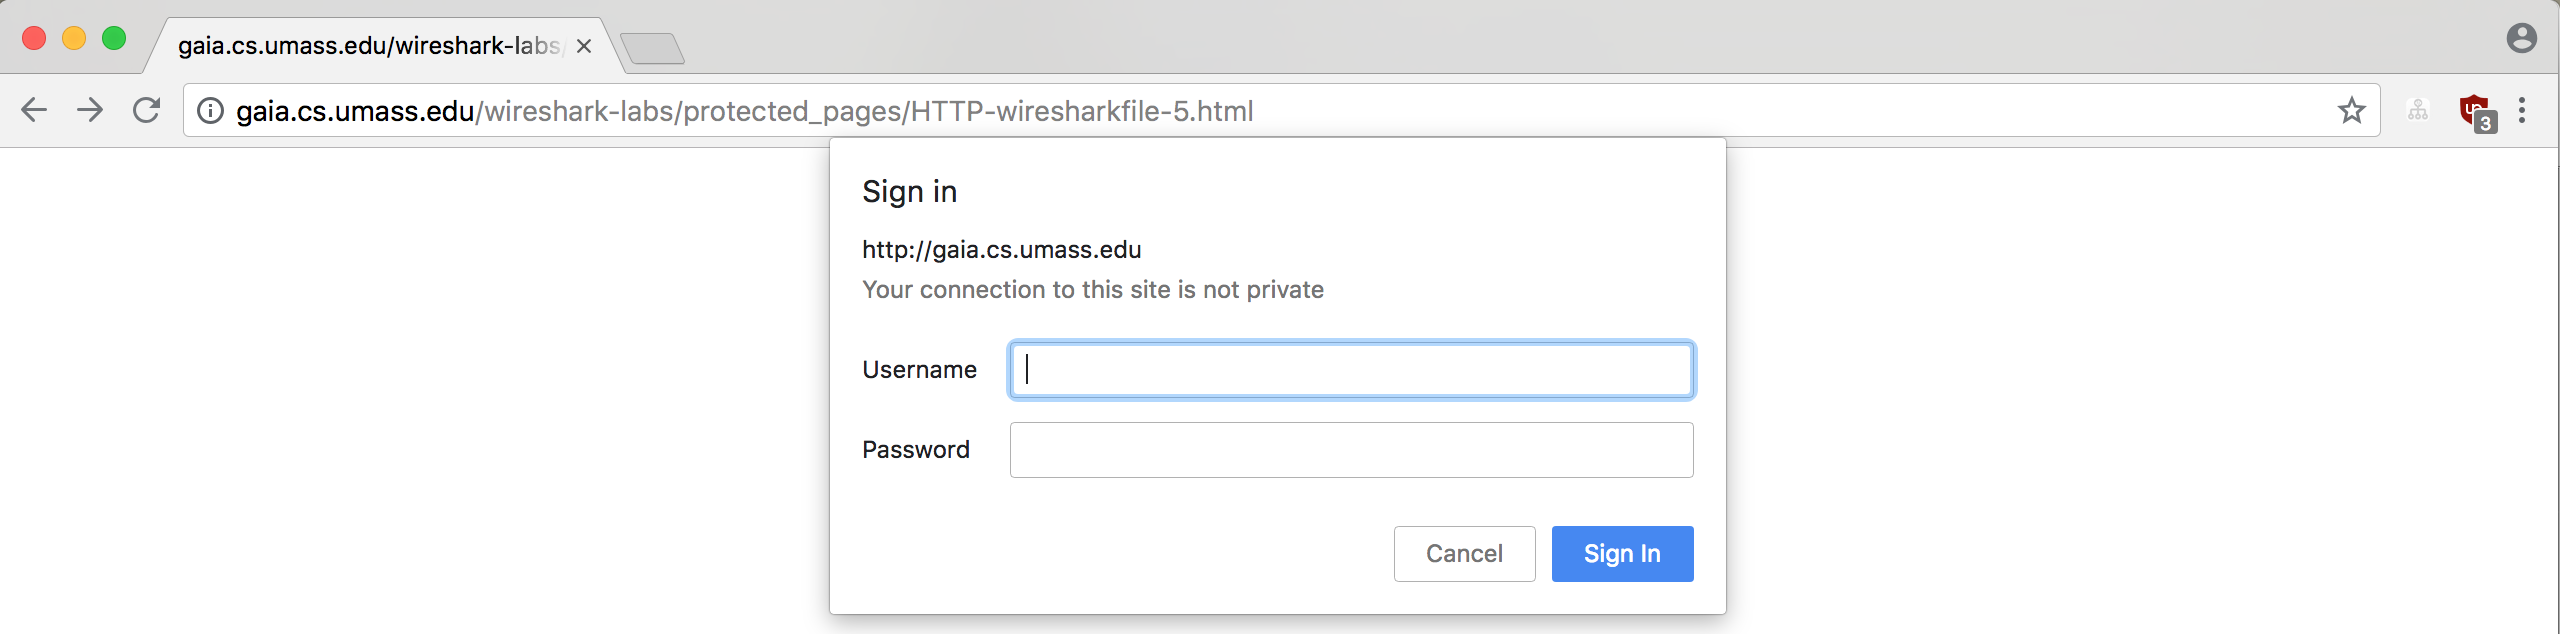 gaia.cs.umass.edu/wireshark-labs/
gaia.cs.umass.edu/wireshark-labs/protected_pages/HTTP-wiresharkfile-5.html
3
Sign in
http://gaia.cs.umass.edu
Your connection to this site is not private
Username
Password
Cancel
Sign In